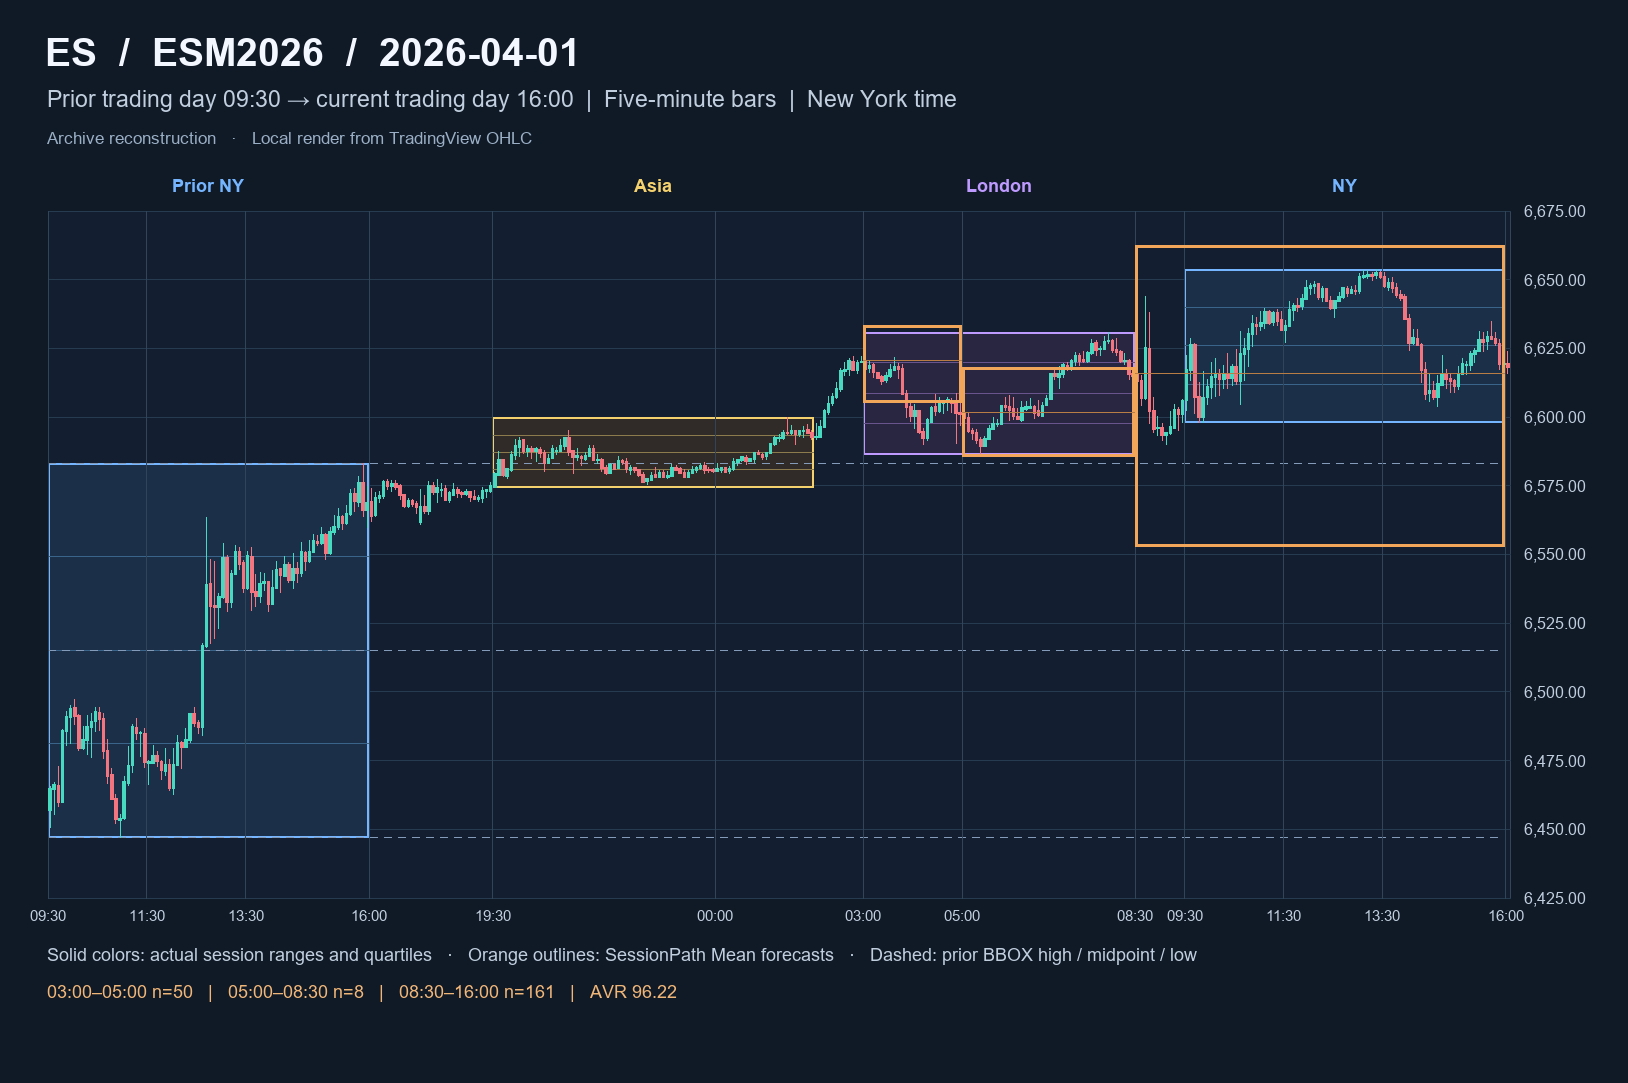 ES / ESM2026 / 2026-04-01
Prior trading day 09:30 → current trading day 16:00 | Five-minute bars | New York time
Archive reconstruction · Local render from TradingView OHLC
Prior NY Asia London NY
6,675.00
6,650.00
6,625.00
6,600.00
6,575.00
6,550.00
6,525.00
6,500.00
6,475.00
6,450.00
6,425.00
09:30 11:30 13:30 16:00 19:30 00:00 03:00 05:00 08:30 09:30 11:30 13:30 16:00
Solid colors: actual session ranges and quartiles · Orange outlines: SessionPath Mean forecasts · Dashed: prior BBOX high / midpoint / low
03:00–05:00 n=50 | 05:00–08:30 n=8 | 08:30–16:00 n=161 | AVR 96.22